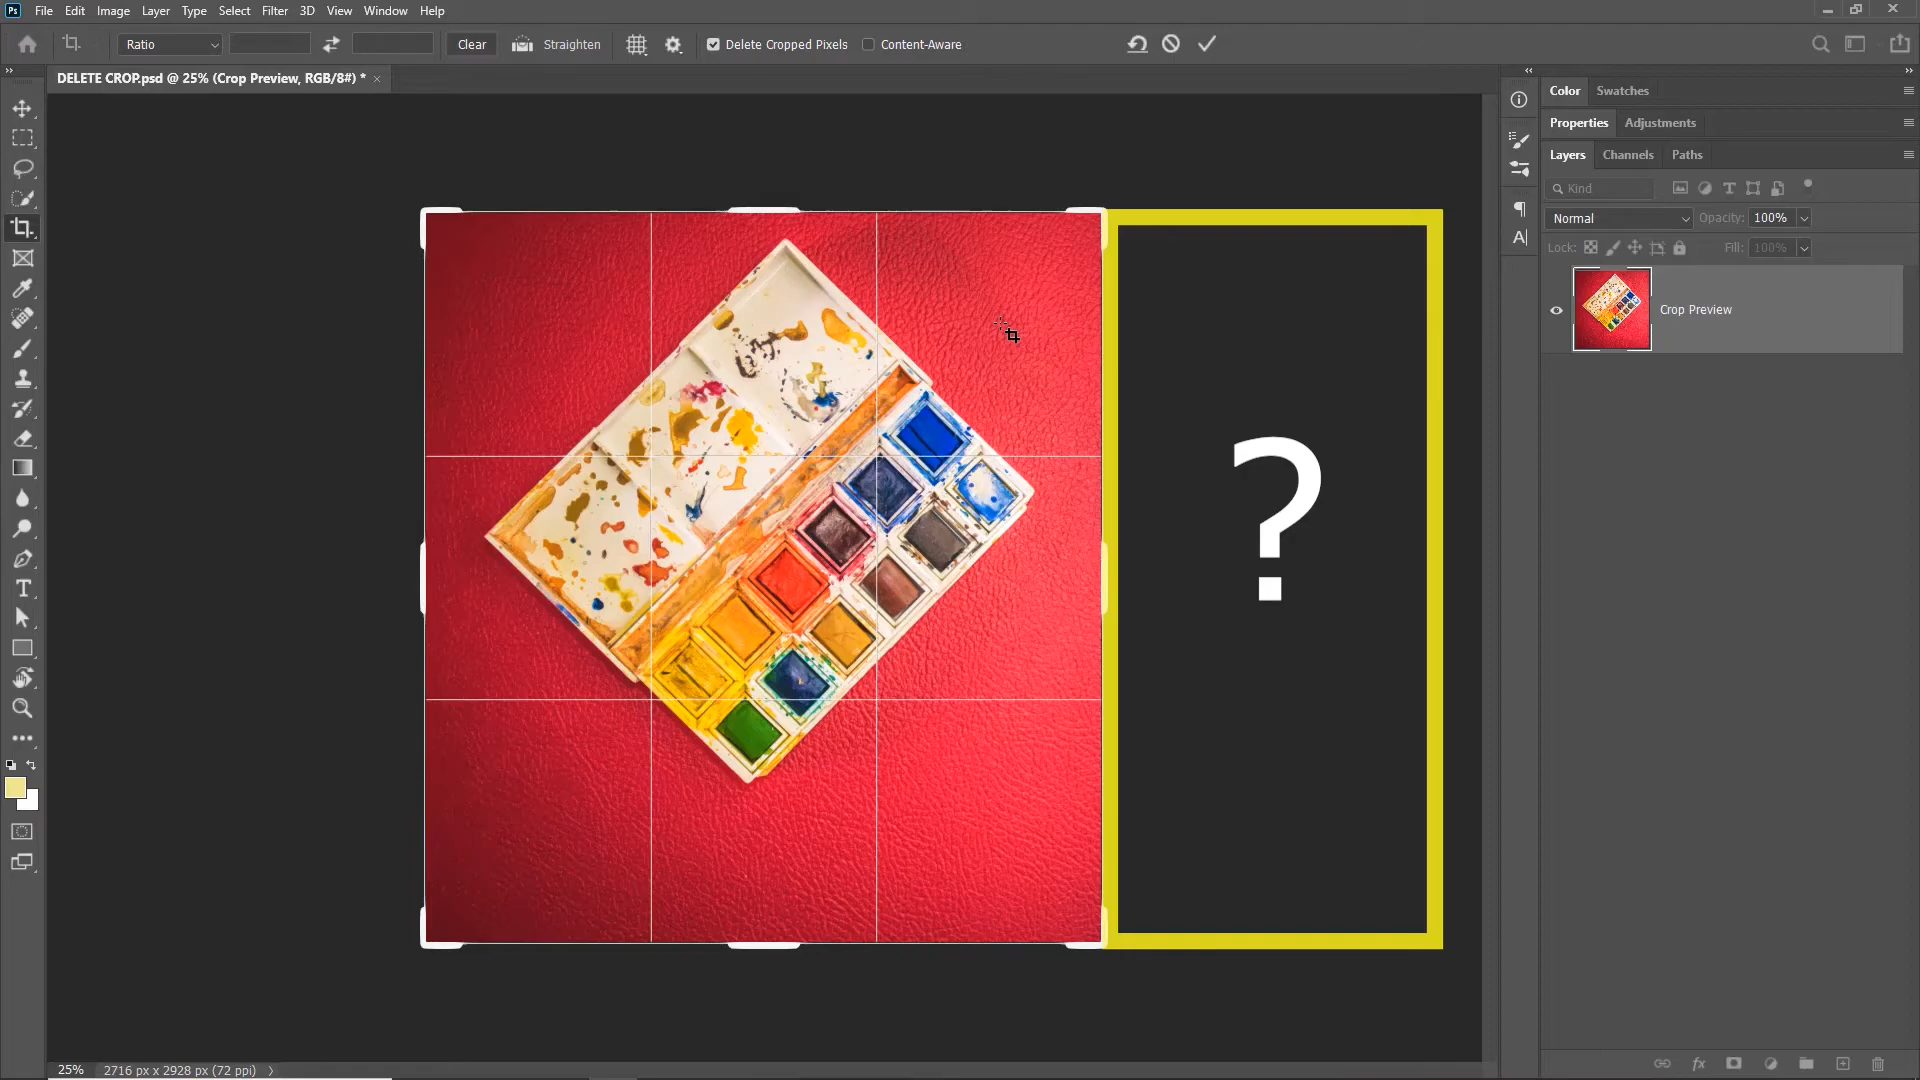 Ps File Edit Image Layer Type Select Filter 3D View Window Help
Ratio Clear Straighten Delete Cropped Pixels Content-Aware
DELETE CROP.psd @ 25% (Crop Preview, RGB/8#) * ×
Color Swatches
Properties Adjustments
Layers Channels Paths
Kind
Normal Opacity: 100%
Lock: Fill: 100%
Crop Preview
?
25% 2716 px x 2928 px (72 ppi)